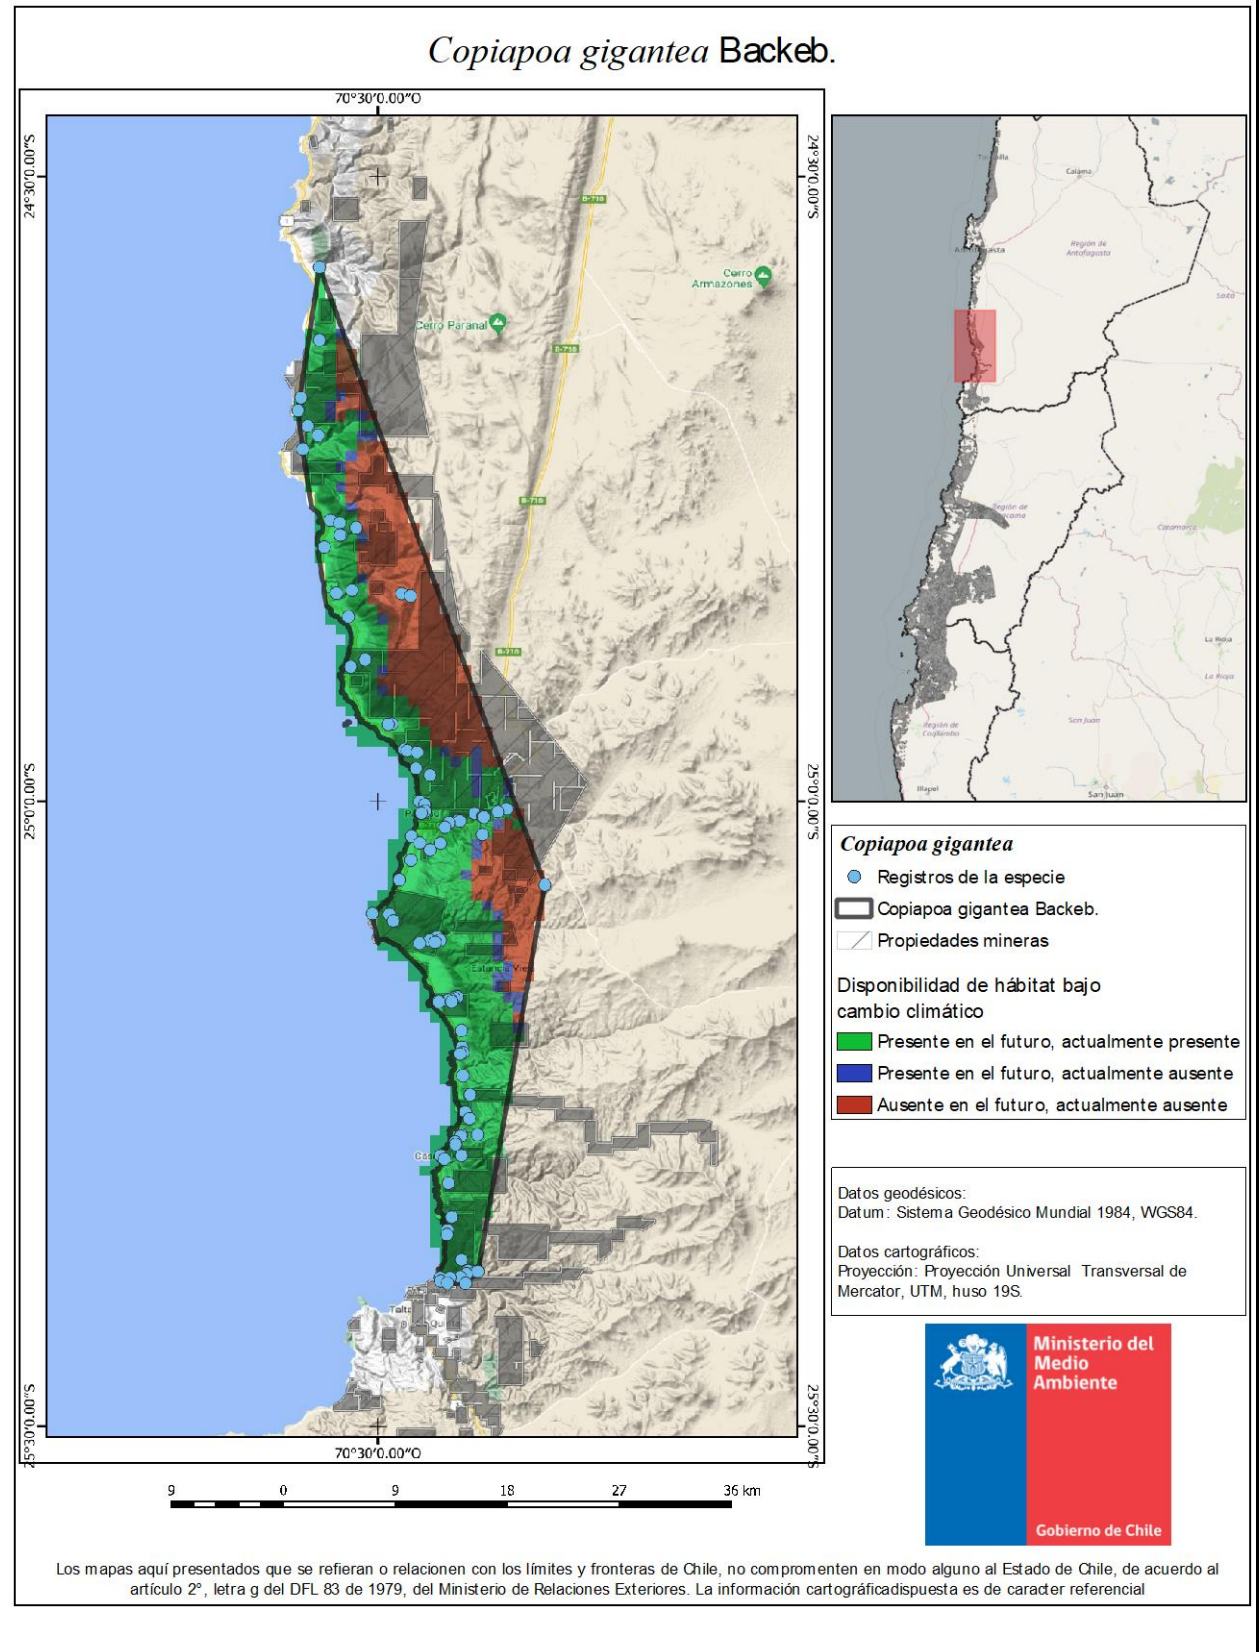 Copiapoa gigantea Backeb.
70°30'0.00"O
24°30'0.00"S
24°30'0.00"S
B-710
1
Cerro
Armazones
Cerro Paranal
B-710
B-710
B-710
25°0'0.00"S
25°0'0.00"S
25°30'0.00"S
25°30'0.00"S
70°30'0.00"O
9 0 9 18 27 36 km
Calama
Región de
Antofagasta
Salta
Región de
Catamarca
La Rioja
La Rioja
San Juan
Región de
Coquimbo
Illapel
San Juan
Copiapoa gigantea
Registros de la especie
Copiapoa gigantea Backeb.
Propiedades mineras
Disponibilidad de hábitat bajo
cambio climático
Presente en el futuro, actualmente presente
Presente en el futuro, actualmente ausente
Ausente en el futuro, actualmente ausente
Datos geodésicos:
Datum: Sistema Geodésico Mundial 1984, WGS84.
Datos cartográficos:
Proyección: Proyección Universal Transversal de
Mercator, UTM, huso 19S.
Ministerio del
Medio
Ambiente
Gobierno de Chile
Los mapas aquí presentados que se refieran o relacionen con los límites y fronteras de Chile, no compromenten en modo alguno al Estado de Chile, de acuerdo al
artículo 2°, letra g del DFL 83 de 1979, del Ministerio de Relaciones Exteriores. La información cartográficadispuesta es de caracter referencial